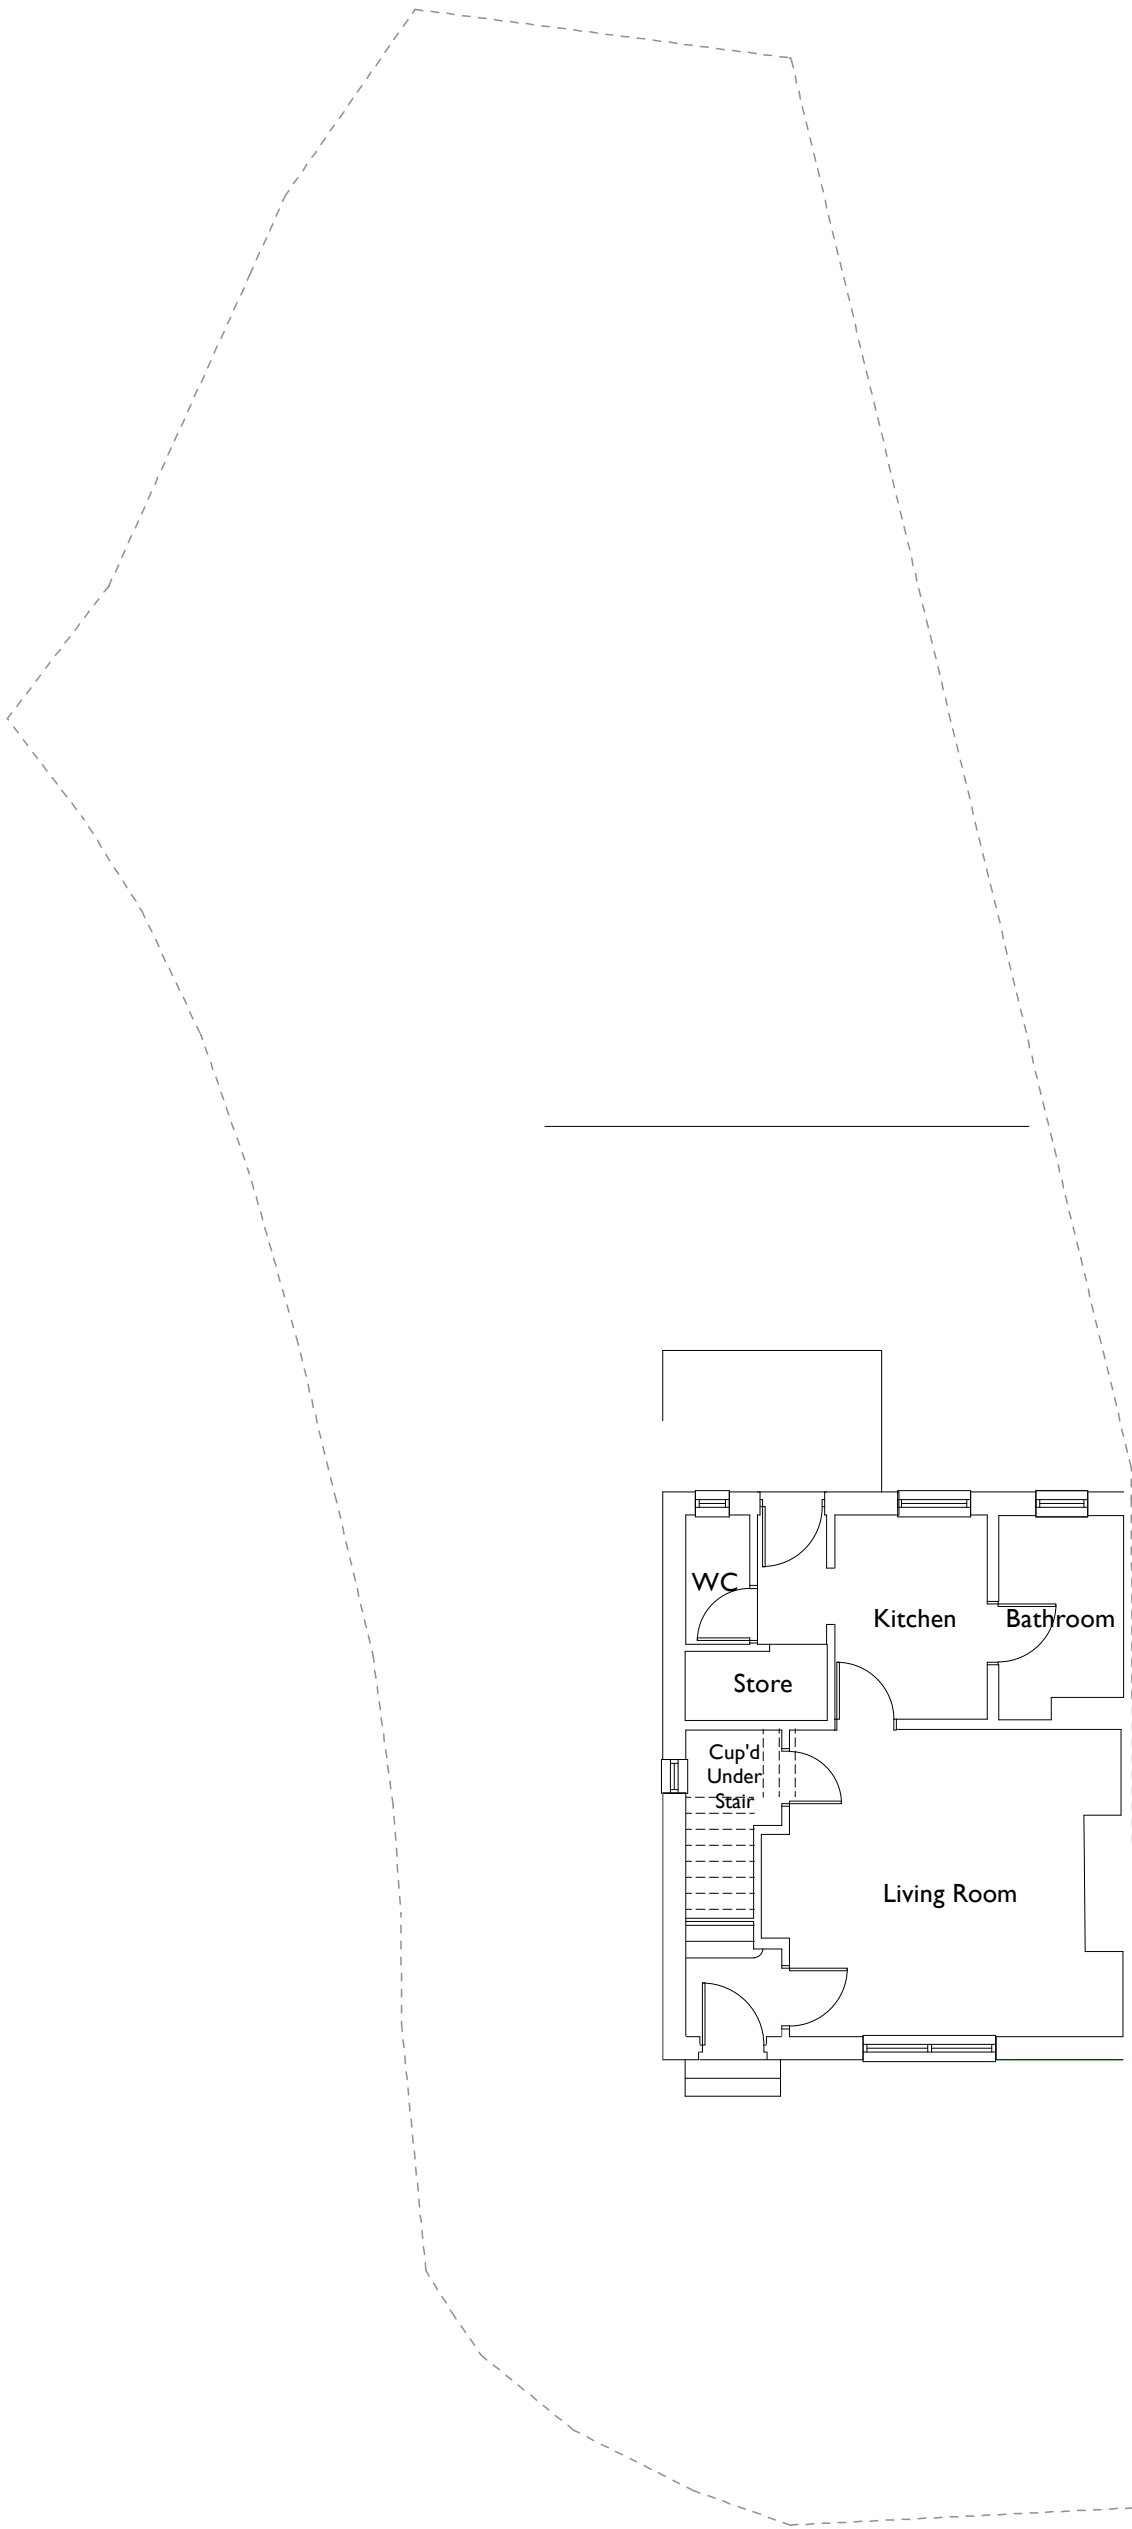 WC
Kitchen
Bathroom
Store
Cup'd
Under
Stair
Living Room